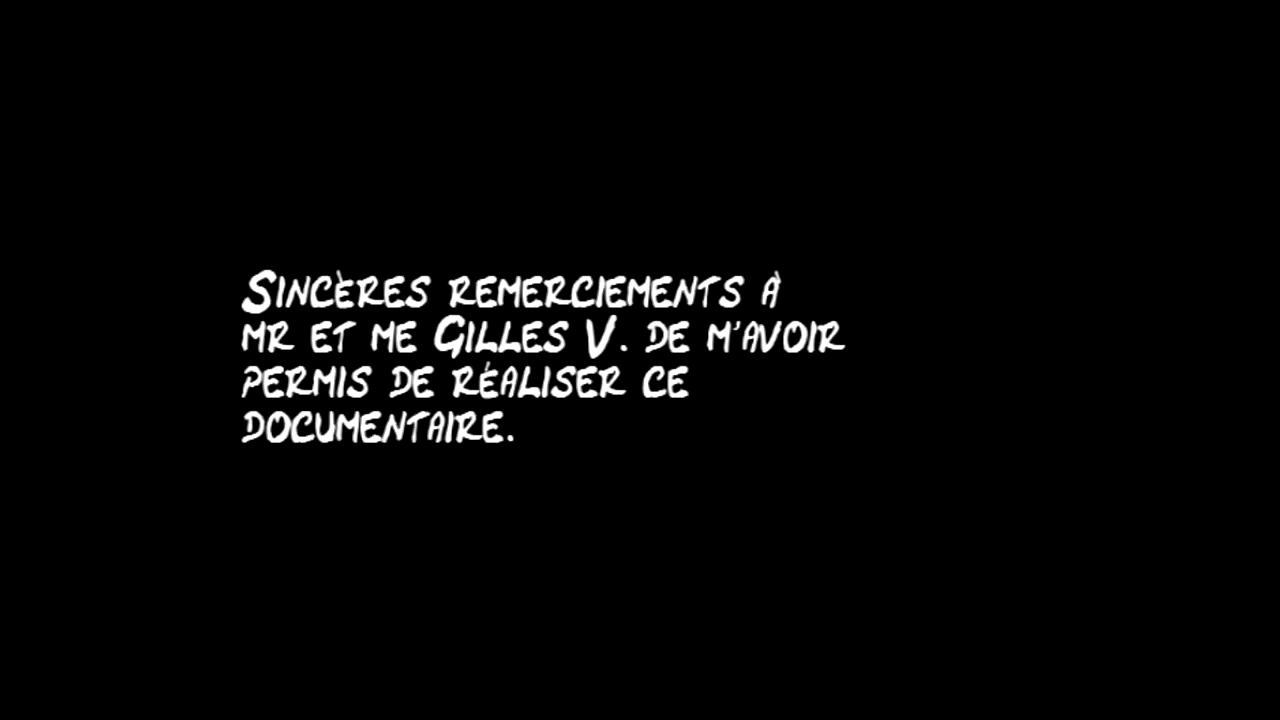 Sincères remerciements à
mr et me Gilles V. de m'avoir
permis de réaliser ce
documentaire.